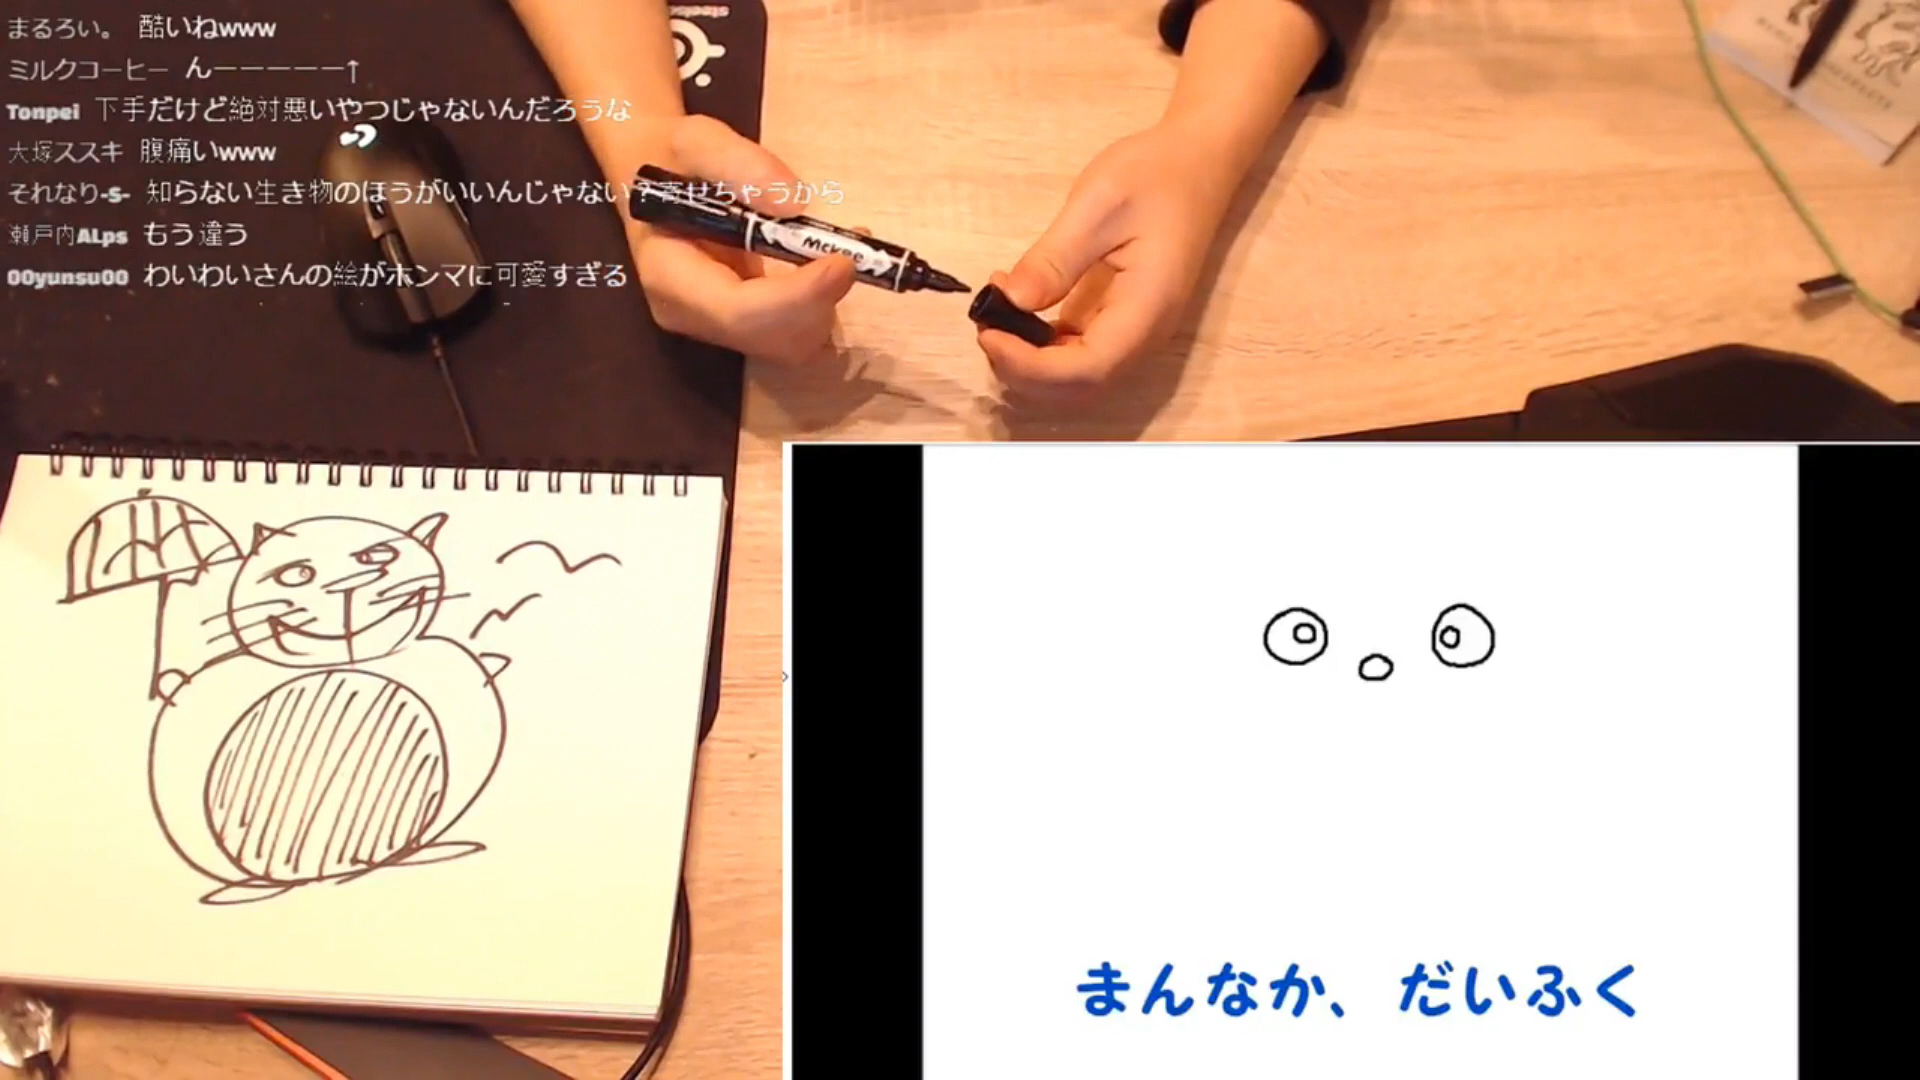 まるろい。 酷いねwww
ミルクコーヒー んーーーーー↑
Tonpei 下手だけど絶対悪いやつじゃないんだろうな
大塚ススキ 腹痛いwww
それなり-s- 知らない生き物のほうがいいんじゃない？寄せちゃうから
瀬戸内ALps もう違う
00yunsu00 わいわいさんの絵がホンマに可愛すぎる
Mckee
まんなか、だいふく